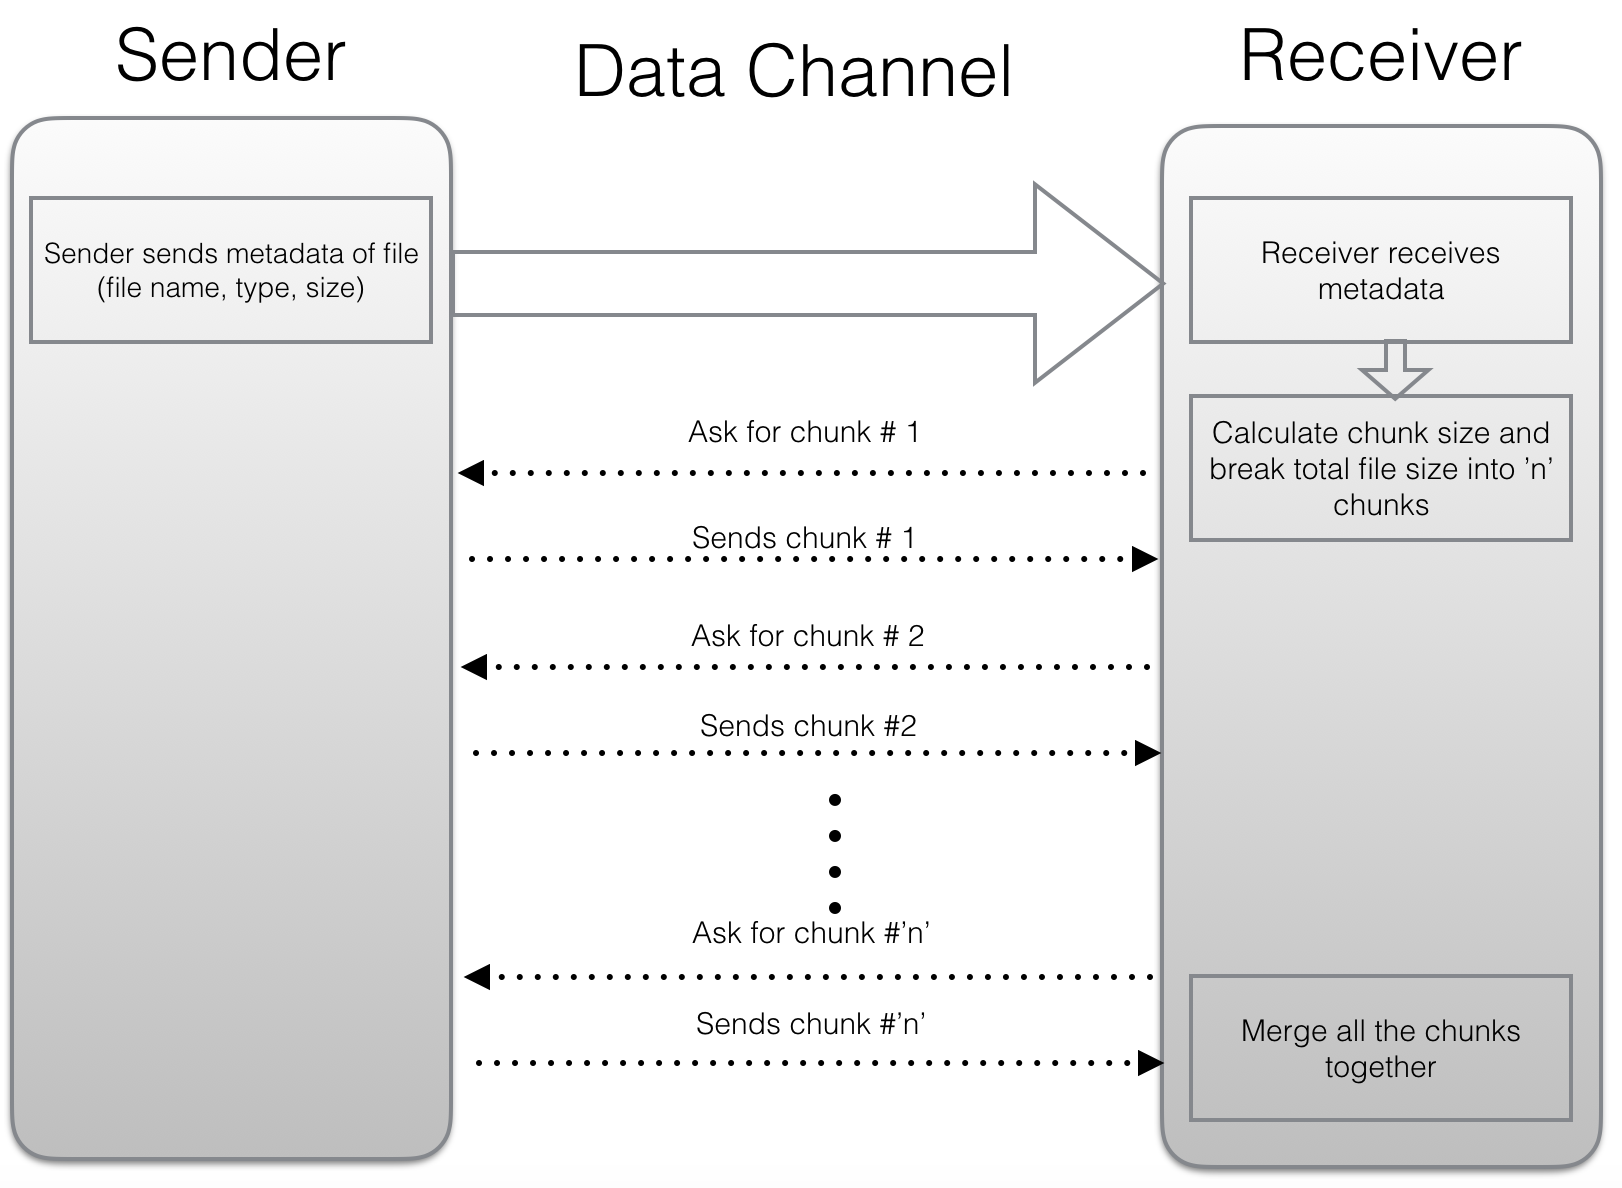 Sender
Data Channel
Receiver
Sender sends metadata of file
(file name, type, size)
Receiver receives
metadata
Ask for chunk # 1
Calculate chunk size and
break total file size into ’n’
chunks
Sends chunk # 1
Ask for chunk # 2
Sends chunk #2
Ask for chunk #’n’
Sends chunk #’n’
Merge all the chunks
together